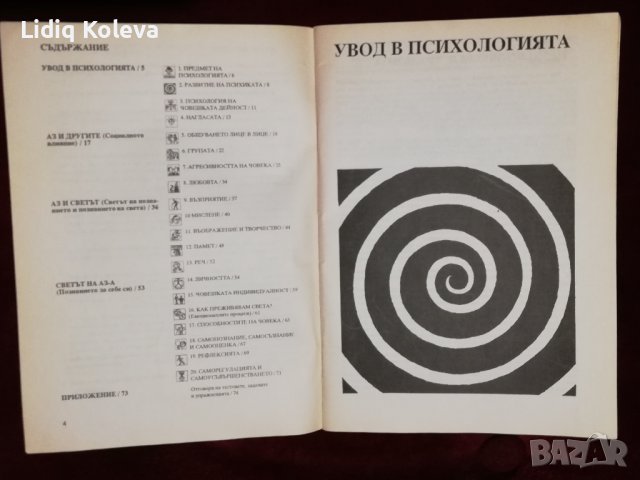 Lidiq Koleva
СЪДЪРЖАНИЕ
УВОД В ПСИХОЛОГИЯТА / 5
1. ПРЕДМЕТ НА
ПСИХОЛОГИЯТА / 6
2. РАЗВИТИЕ НА ПСИХИКАТА / 8
3. ПСИХОЛОГИЯ НА
ЧОВЕШКАТА ДЕЙНОСТ / 11
4. НАГЛАСАТА / 13
АЗ И ДРУГИТЕ (Социалното
влияние) / 17
5. ОБЩУВАНЕТО ЛИЦЕ В ЛИЦЕ / 18
6. ГРУПАТА / 22
7. АГРЕСИВНОСТТА НА ЧОВЕКА / 25
8. ЛЮБОВТА / 34
АЗ И СВЕТЪТ (Светът на позна-
нието и познанието на света) / 36
9. ВЪЗПРИЯТИЕ / 37
10 МИСЛЕНЕ / 40
11. ВЪОБРАЖЕНИЕ И ТВОРЧЕСТВО / 44
12. ПАМЕТ / 48
13. РЕЧ / 52
СВЕТЪТ НА АЗ-А
(Познанието за себе си) / 53
14. ЛИЧНОСТТА / 54
15. ЧОВЕШКАТА ИНДИВИДУАЛНОСТ / 59
16. КАК ПРЕЖИВЯВАМ СВЕТА?
(Емоционалните процеси) / 61
17. СПОСОБНОСТИТЕ НА ЧОВЕКА / 63
18. САМОПОЗНАНИЕ, САМОСЪЗНАНИЕ
И САМООЦЕНКА / 67
19. РЕФЛЕКСИЯТА / 69
20. САМОРЕГУЛАЦИЯТА И
САМОУСЪВЪРШЕНСТВАНЕТО / 71
ПРИЛОЖЕНИЕ / 73
Отговори на тестовете, задачите
и упражненията / 74
4
УВОД В ПСИХОЛОГИЯТА
BAZAR